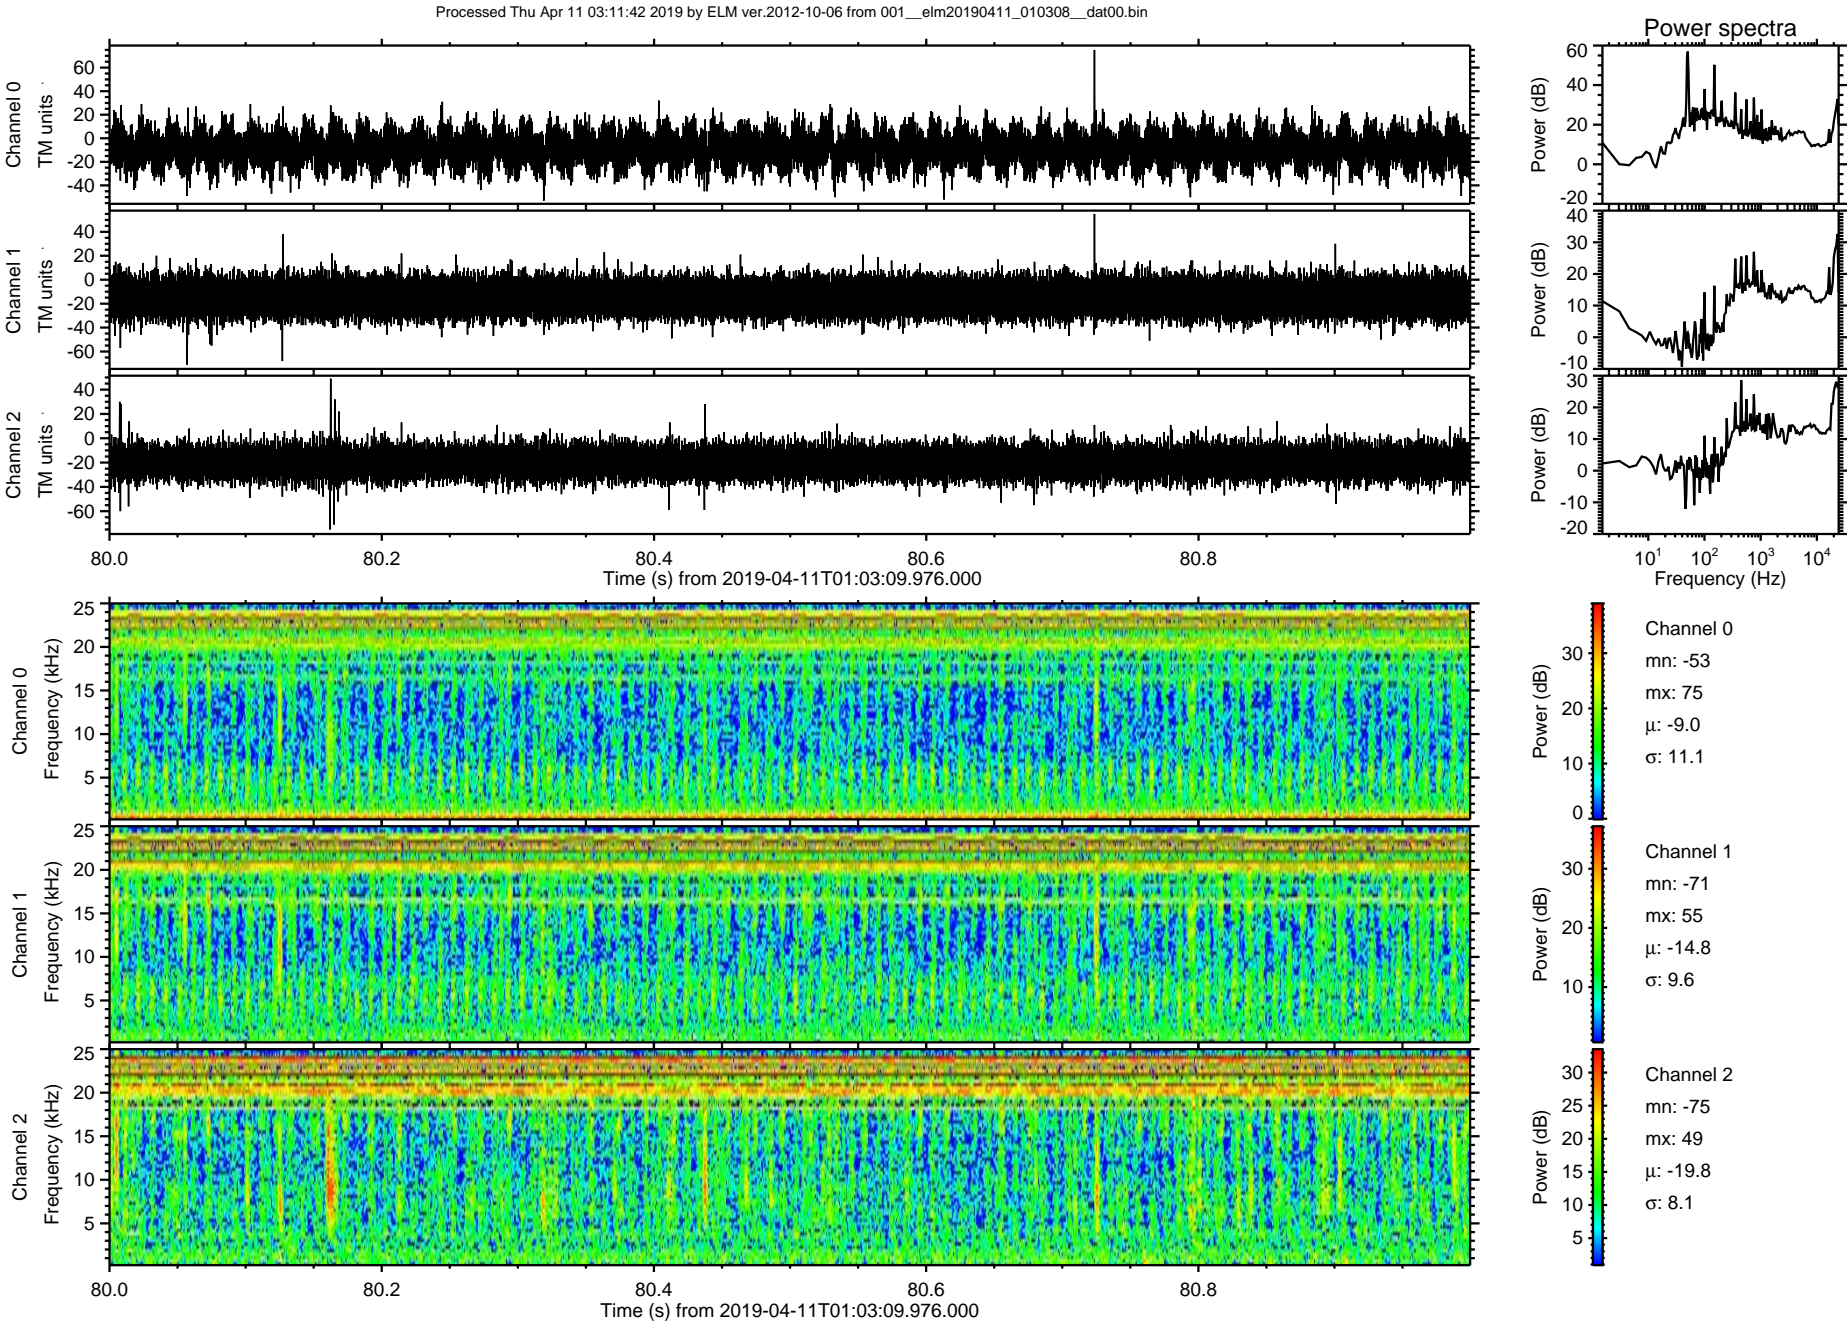 Processed Thu Apr 11 03:11:42 2019 by ELM ver.2012-10-06 from 001__elm20190411_010308__dat00.bin
Power spectra
Channel 0
TM units
60
40
20
0
-20
-40
Power (dB)
60
40
20
0
-20
Channel 1
TM units
40
20
0
-20
-40
-60
Power (dB)
40
30
20
10
0
-10
Channel 2
TM units
40
20
0
-20
-40
-60
Power (dB)
30
20
10
0
-10
-20
80.0 80.2 80.4 80.6 80.8
Time (s) from 2019-04-11T01:03:09.976.000
10^1 10^2 10^3 10^4
Frequency (Hz)
Channel 0
Frequency (kHz)
25
20
15
10
5
Power (dB)
30
20
10
0
Channel 0
mn: -53
mx: 75
μ: -9.0
σ: 11.1
Channel 1
Frequency (kHz)
25
20
15
10
5
Power (dB)
30
20
10
Channel 1
mn: -71
mx: 55
μ: -14.8
σ: 9.6
Channel 2
Frequency (kHz)
25
20
15
10
5
Power (dB)
30
25
20
15
10
5
Channel 2
mn: -75
mx: 49
μ: -19.8
σ: 8.1
80.0 80.2 80.4 80.6 80.8
Time (s) from 2019-04-11T01:03:09.976.000